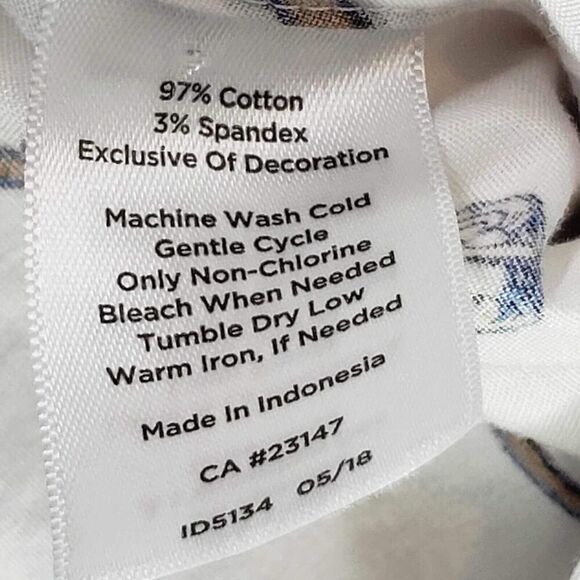 97% Cotton
3% Spandex
Exclusive Of Decoration
Machine Wash Cold
Gentle Cycle
Only Non-Chlorine
Bleach When Needed
Tumble Dry Low
Warm Iron, If Needed
Made In Indonesia
CA #23147
ID5134 05/18